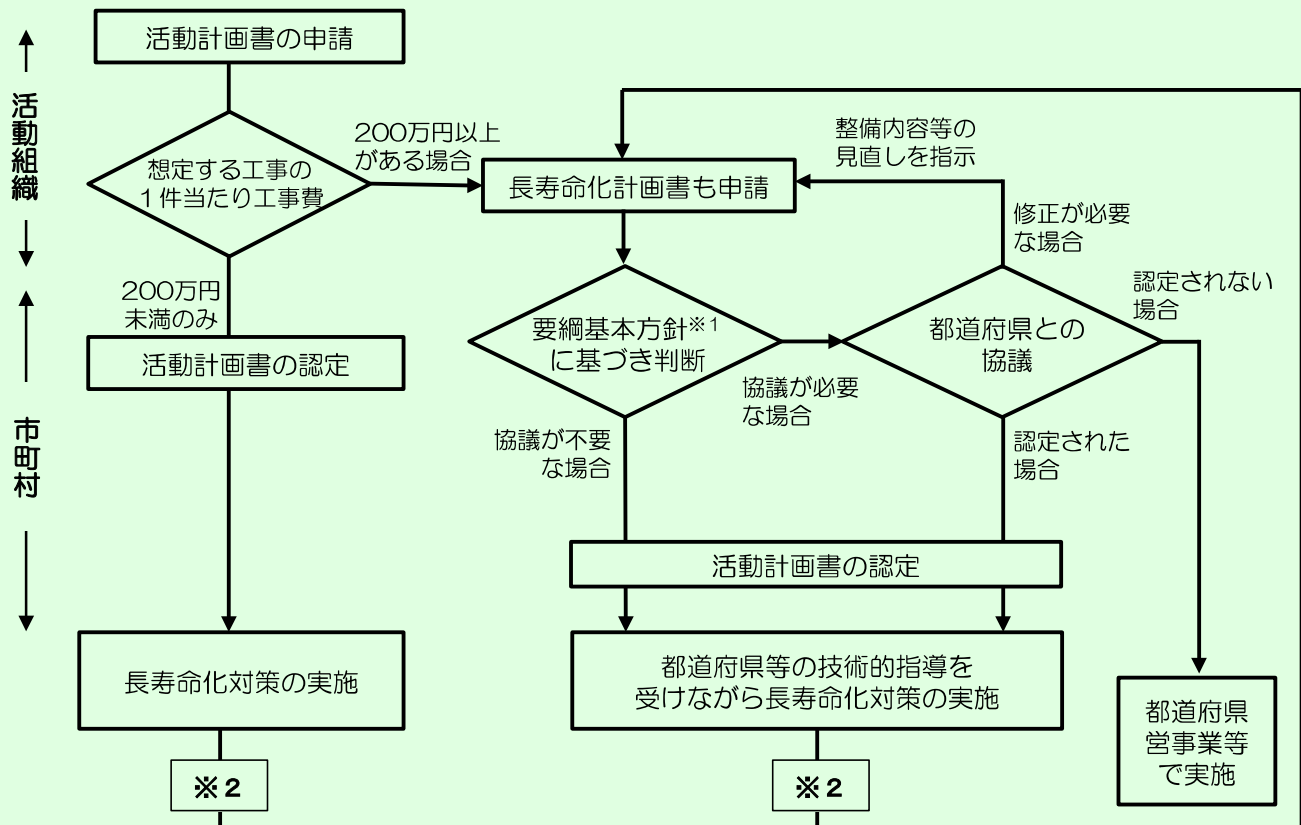 活動組織
市町村
活動計画書の申請
想定する工事の
1件当たり工事費
200万円以上
がある場合
200万円
未満のみ
活動計画書の認定
長寿命化対策の実施
※2
長寿命化計画書も申請
整備内容等の
見直しを指示
修正が必要
な場合
要綱基本方針※1
に基づき判断
協議が必要
な場合
都道府県との
協議
認定されない
場合
協議が不要
な場合
認定された
場合
活動計画書の認定
都道府県等の技術的指導を
受けながら長寿命化対策の実施
※2
都道府県
営事業等
で実施